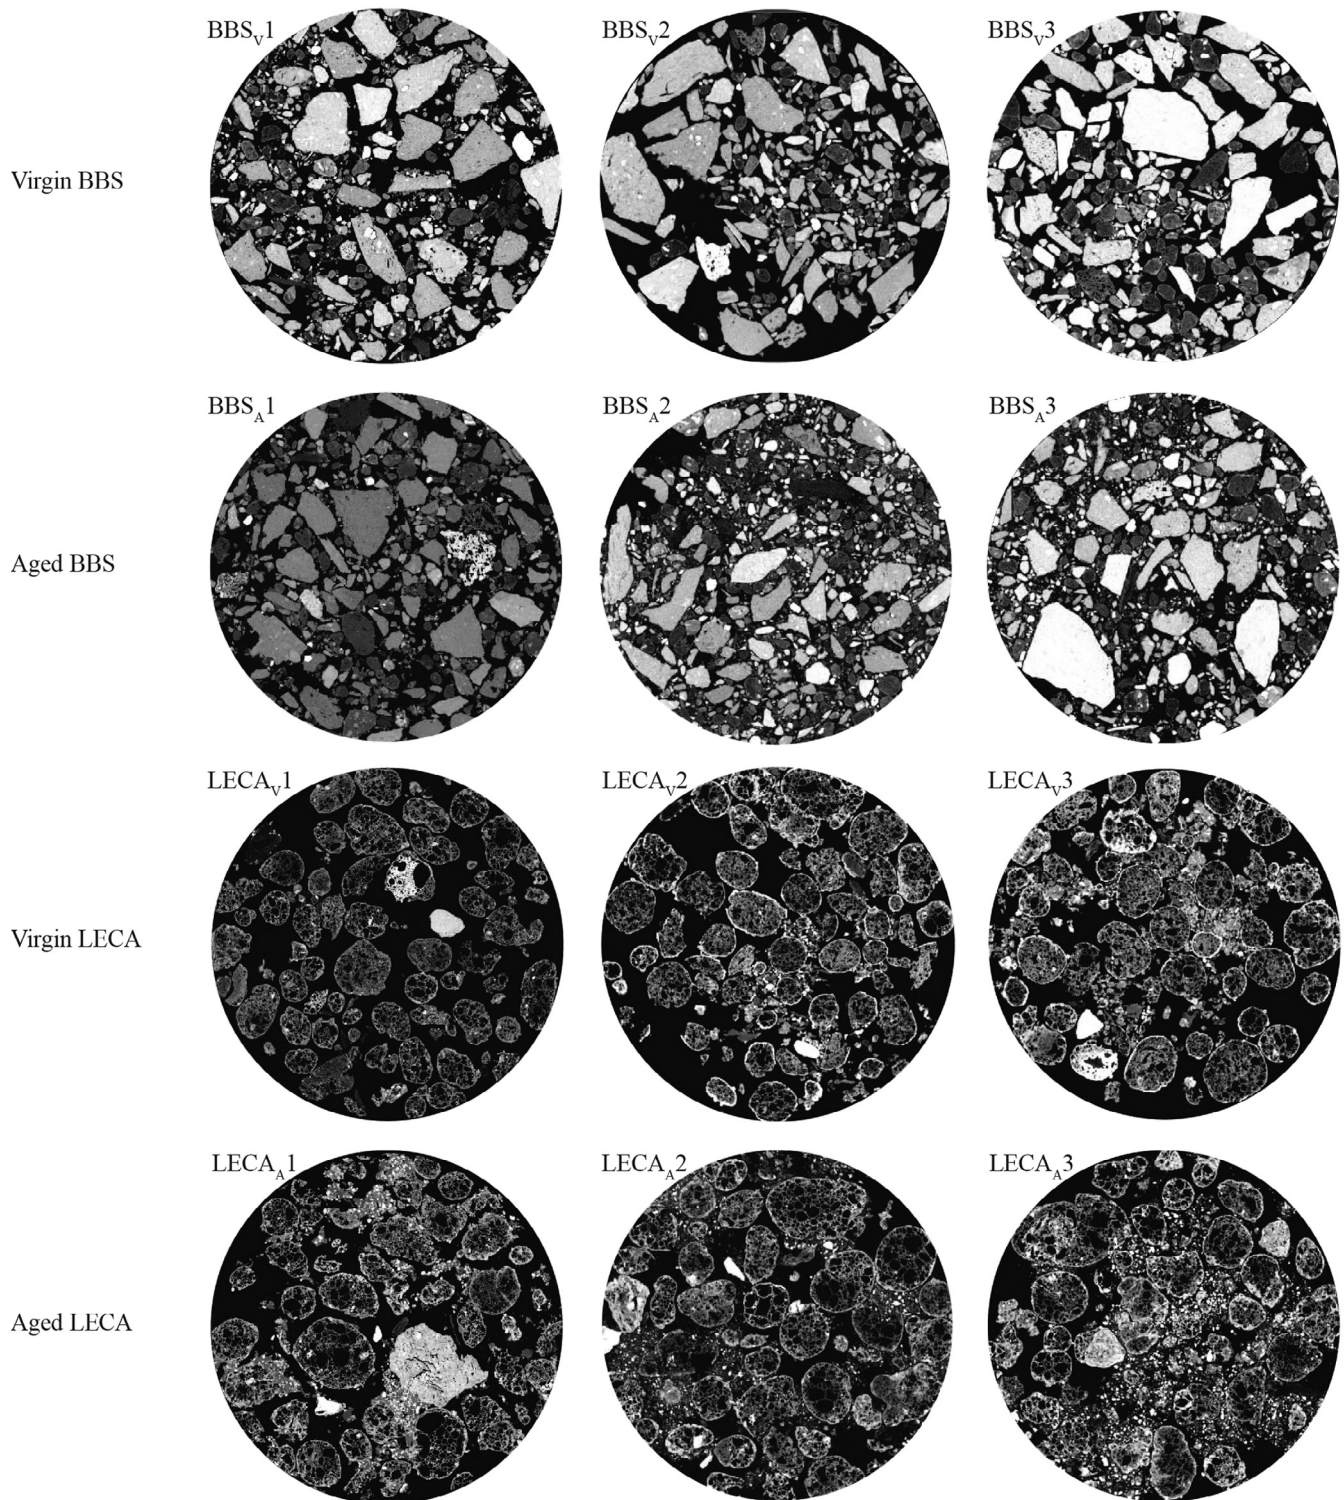 BBSV1 BBSV2 BBSV3
Virgin BBS
BBSA1 BBSA2 BBSA3
Aged BBS
LECAV1 LECAV2 LECAV3
Virgin LECA
LECAA1 LECAA2 LECAA3
Aged LECA